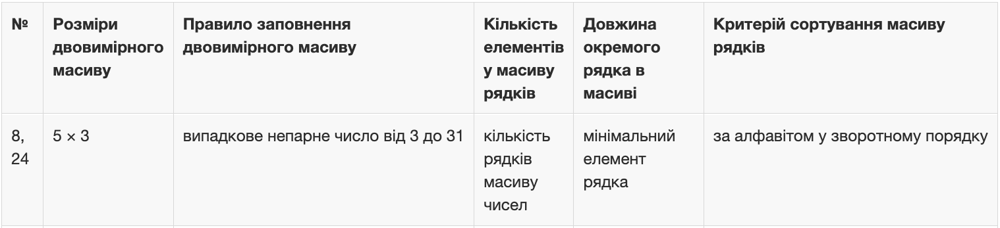 №
Розміри
двовимірного
масиву
Правило заповнення
двовимірного масиву
Кількість
елементів
у масиву
рядків
Довжина
окремого
рядка в
масиві
Критерій сортування масиву
рядків
8,
24
5 × 3
випадкове непарне число від 3 до 31
кількість
рядків
масиву
чисел
мінімальний
елемент
рядка
за алфавітом у зворотному порядку